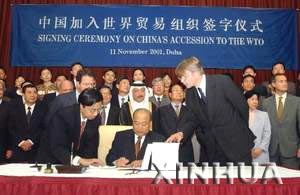 中国加入世界贸易组织签字仪式
SIGNING CEREMONY ON CHINA'S ACCESSION TO THE WTO
11 November 2001, Doha
XINHUA